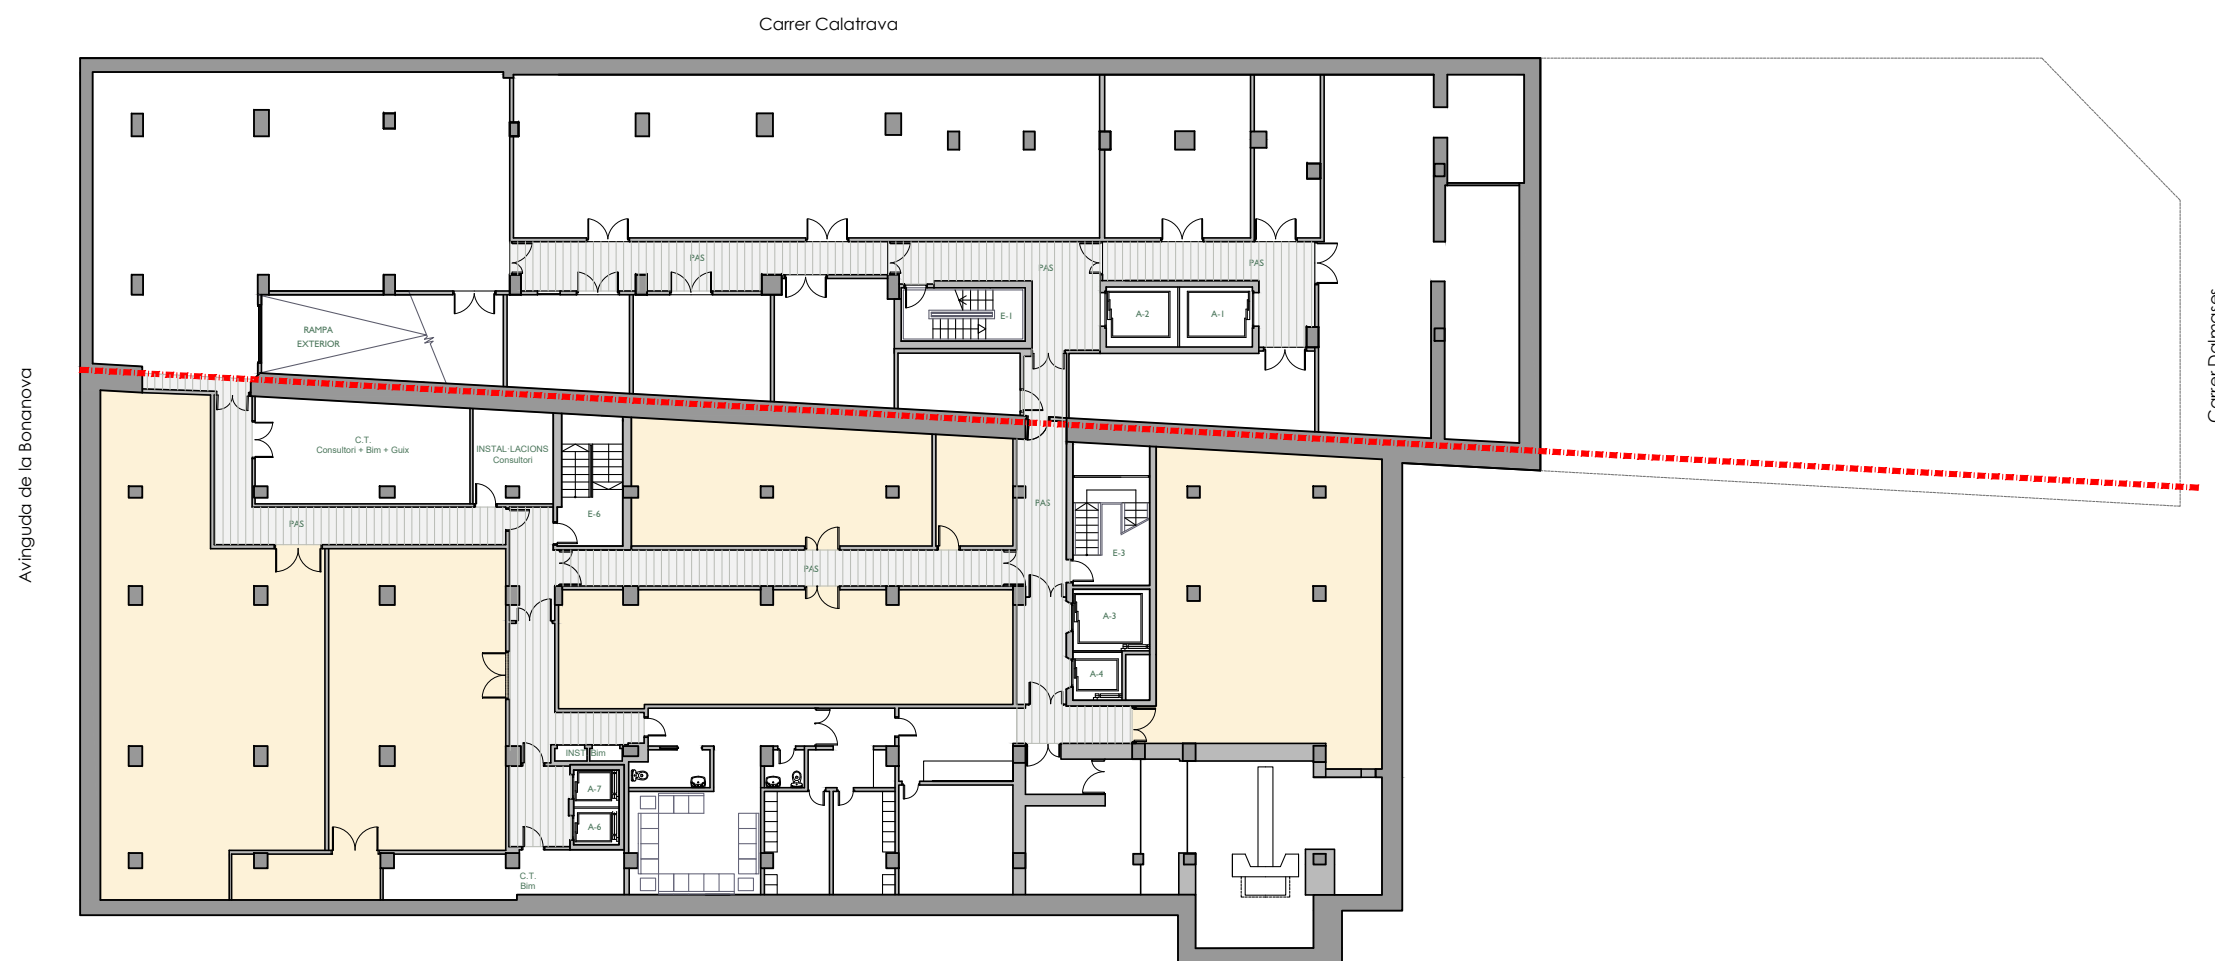 Carrer Calatrava
PAS
PAS
PAS
E-1
A-2
A-1
RAMPA
EXTERIOR
Avinguda de la Bonanova
Carrer Dalmases
C.T.
Consultori + Bim + Guix
INSTAL·LACIONS
Consultori
E-6
PAS
PAS
PAS
E-3
A-3
A-4
INST. Bim
A-7
A-6
C.T.
Bim